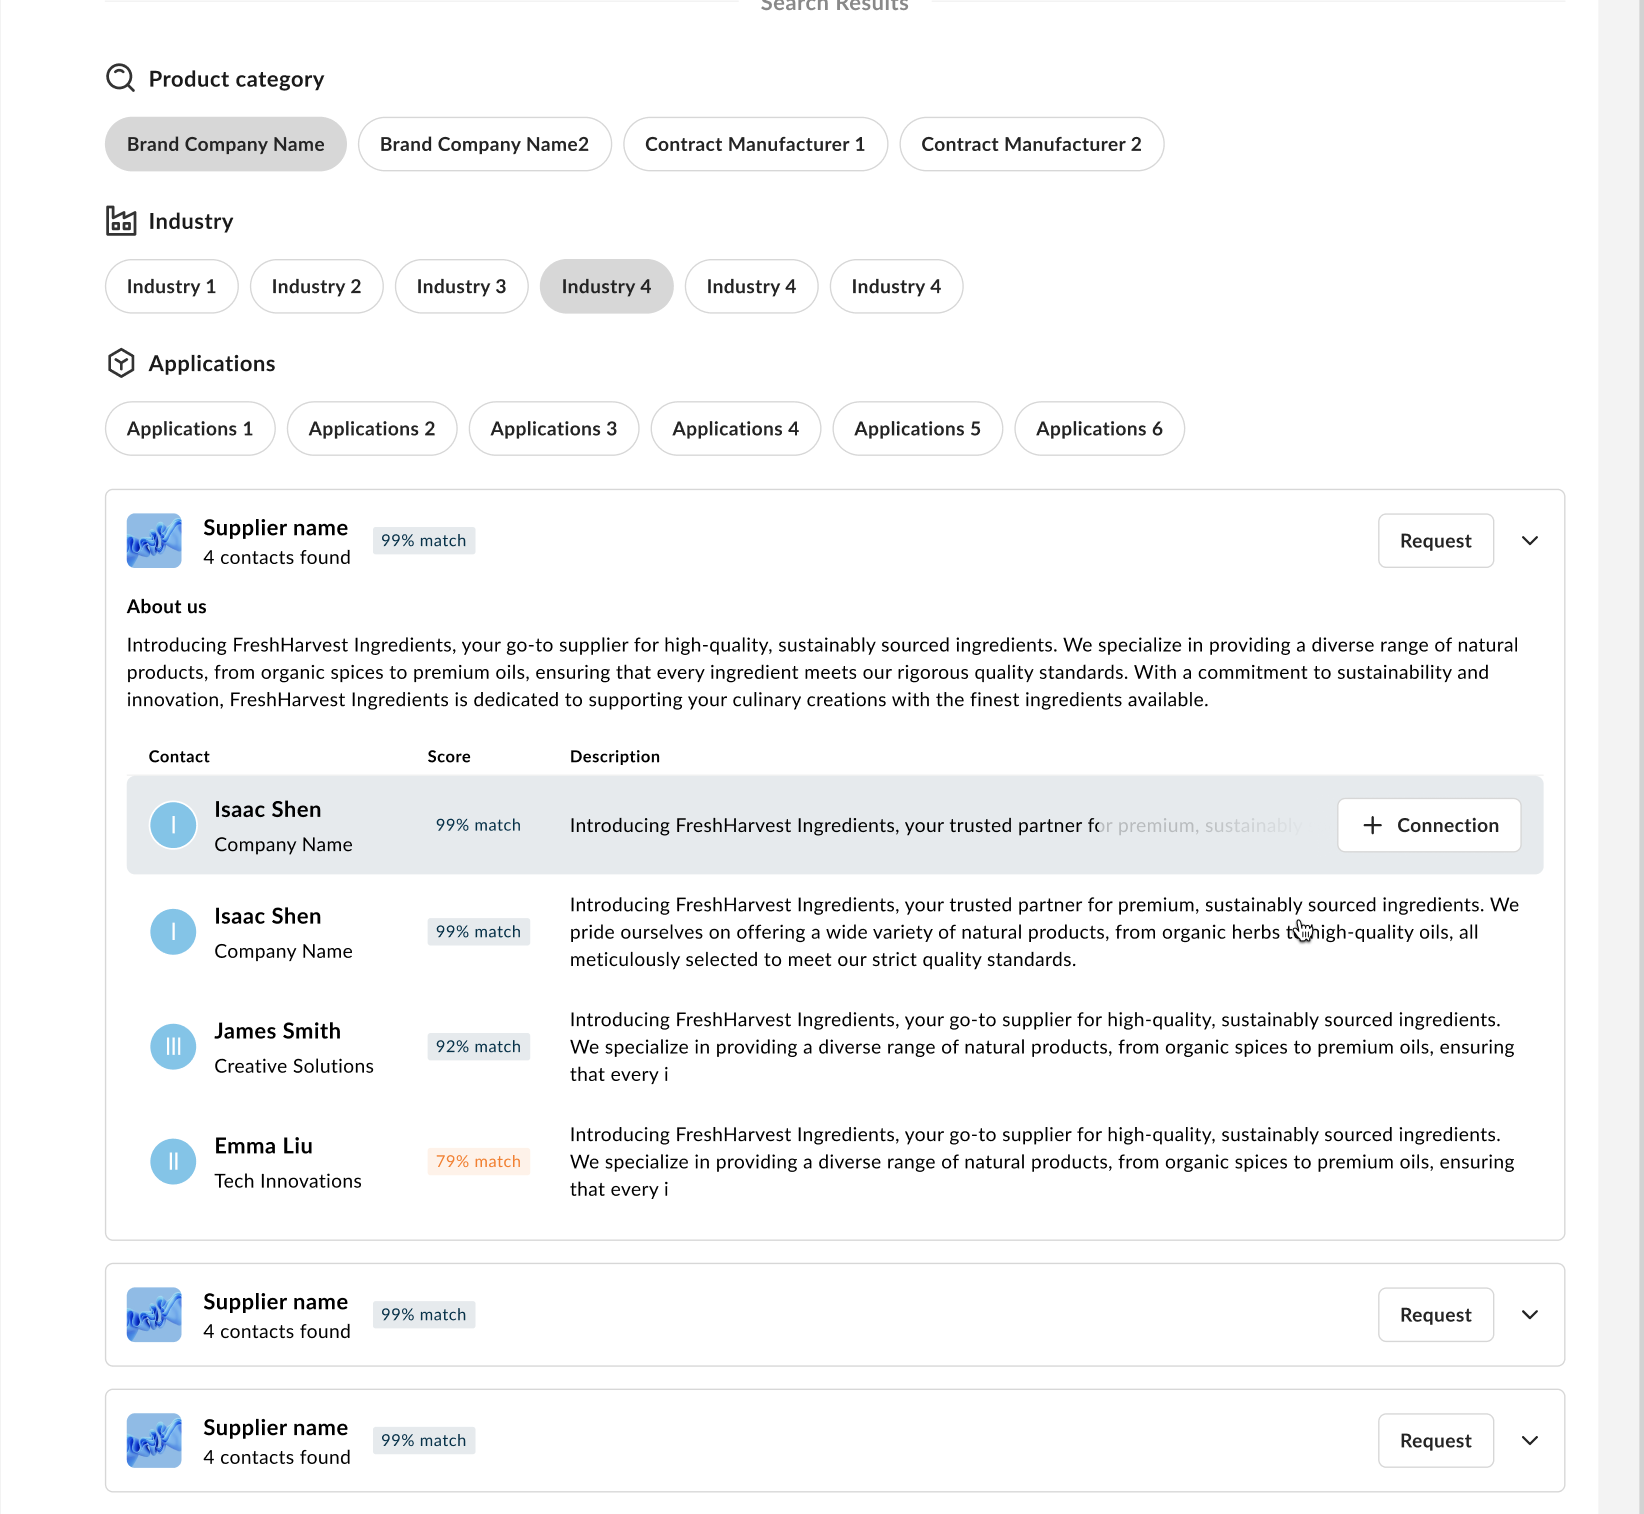 Search Results
Product category
Brand Company Name
Brand Company Name2
Contract Manufacturer 1
Contract Manufacturer 2
Industry
Industry 1
Industry 2
Industry 3
Industry 4
Industry 4
Industry 4
Applications
Applications 1
Applications 2
Applications 3
Applications 4
Applications 5
Applications 6
Supplier name
4 contacts found
99% match
Request
About us
Introducing FreshHarvest Ingredients, your go-to supplier for high-quality, sustainably sourced ingredients. We specialize in providing a diverse range of natural
products, from organic spices to premium oils, ensuring that every ingredient meets our rigorous quality standards. With a commitment to sustainability and
innovation, FreshHarvest Ingredients is dedicated to supporting your culinary creations with the finest ingredients available.
Contact
Score
Description
I
Isaac Shen
Company Name
99% match
Introducing FreshHarvest Ingredients, your trusted partner for premium, sustainably
Connection
I
Isaac Shen
Company Name
99% match
Introducing FreshHarvest Ingredients, your trusted partner for premium, sustainably sourced ingredients. We
pride ourselves on offering a wide variety of natural products, from organic herbs to high-quality oils, all
meticulously selected to meet our strict quality standards.
III
James Smith
Creative Solutions
92% match
Introducing FreshHarvest Ingredients, your go-to supplier for high-quality, sustainably sourced ingredients.
We specialize in providing a diverse range of natural products, from organic spices to premium oils, ensuring
that every i
II
Emma Liu
Tech Innovations
79% match
Introducing FreshHarvest Ingredients, your go-to supplier for high-quality, sustainably sourced ingredients.
We specialize in providing a diverse range of natural products, from organic spices to premium oils, ensuring
that every i
Supplier name
4 contacts found
99% match
Request
Supplier name
4 contacts found
99% match
Request